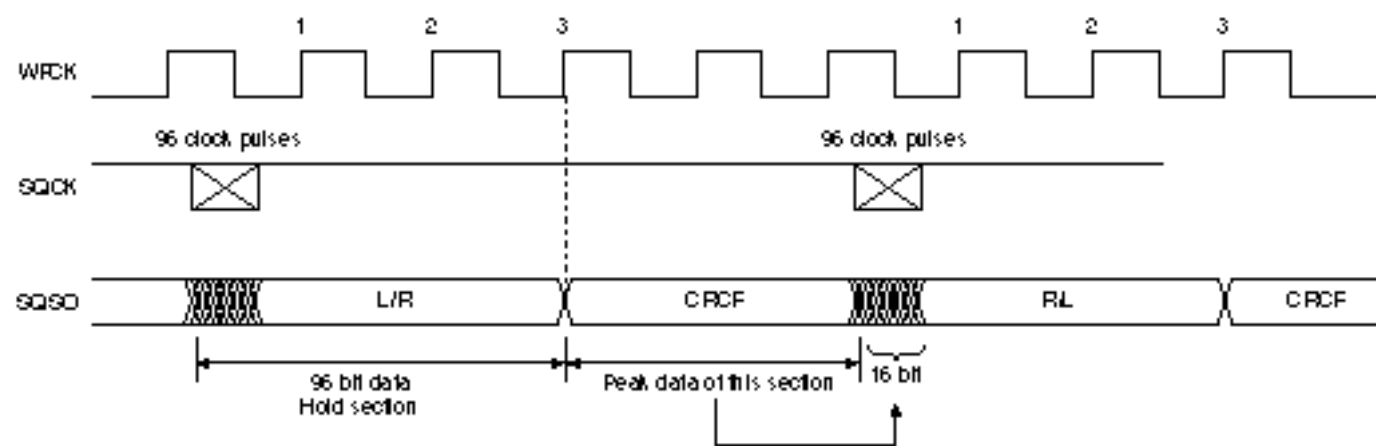 1 2 3 1 2 3
WFCK
96 clock pulses 96 clock pulses
SQCK
SQSO L/R CRCF R/L CRCF
96 bit data
Hold section
Peak data of this section
16 bit